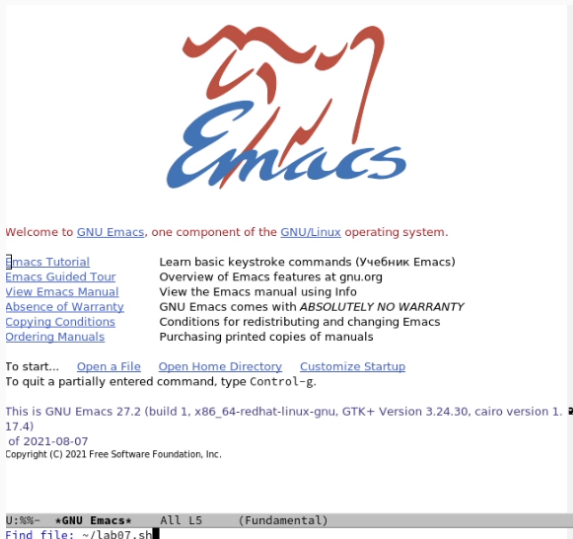 Emacs
Welcome to GNU Emacs, one component of the GNU/Linux operating system.
Emacs Tutorial Learn basic keystroke commands (Учебник Emacs)
Emacs Guided Tour Overview of Emacs features at gnu.org
View Emacs Manual View the Emacs manual using Info
Absence of Warranty GNU Emacs comes with ABSOLUTELY NO WARRANTY
Copying Conditions Conditions for redistributing and changing Emacs
Ordering Manuals Purchasing printed copies of manuals
To start... Open a File Open Home Directory Customize Startup
To quit a partially entered command, type Control-g.
This is GNU Emacs 27.2 (build 1, x86_64-redhat-linux-gnu, GTK+ Version 3.24.30, cairo version 1.
17.4)
of 2021-08-07
Copyright (C) 2021 Free Software Foundation, Inc.
U:%%- *GNU Emacs* All L5 (Fundamental)
Find file: ~/lab07.sh